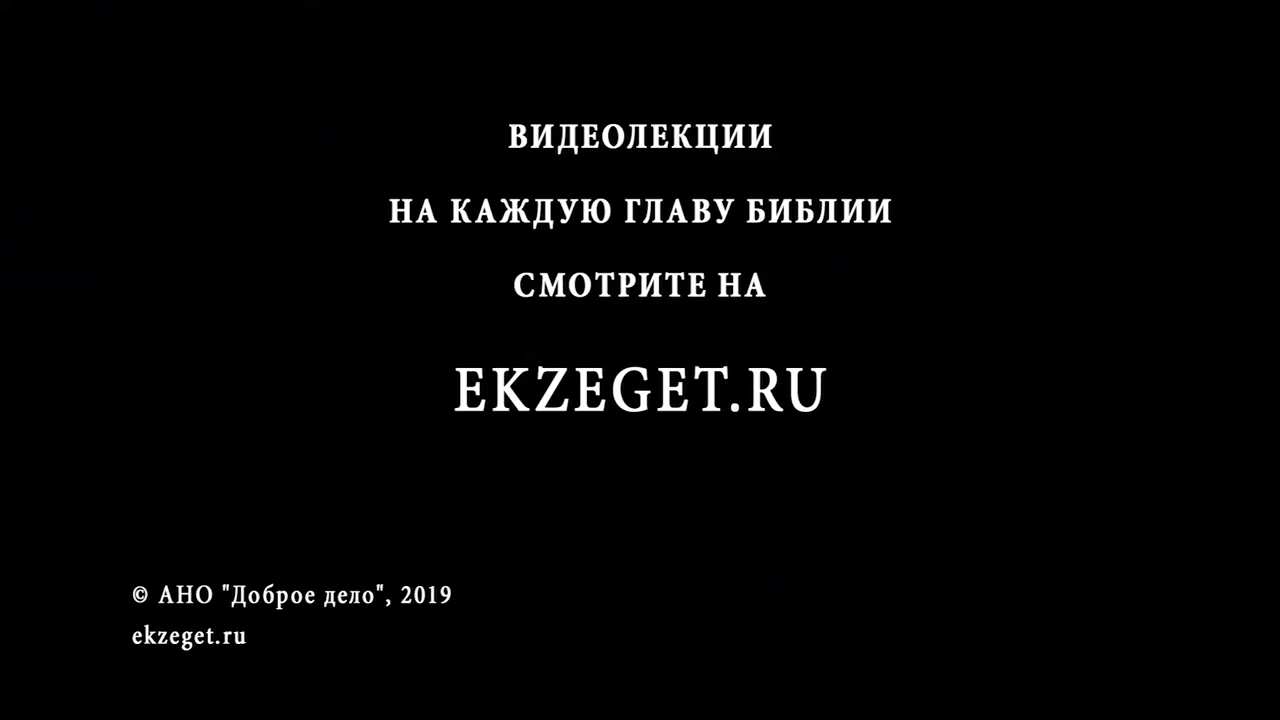 ВИДЕОЛЕКЦИИ
НА КАЖДУЮ ГЛАВУ БИБЛИИ
СМОТРИТЕ НА
EKZEGET.RU
© АНО "Доброе дело", 2019
ekzeget.ru